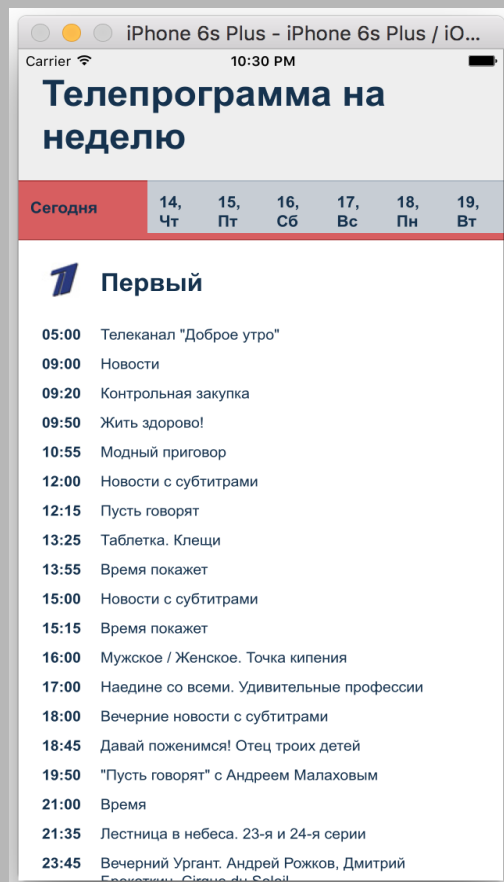 iPhone 6s Plus - iPhone 6s Plus / iO...
Carrier 10:30 PM
Телепрограмма на
неделю
Сегодня 14, 15, 16, 17, 18, 19,
Чт Пт Сб Вс Пн Вт
Первый
05:00 Телеканал "Доброе утро"
09:00 Новости
09:20 Контрольная закупка
09:50 Жить здорово!
10:55 Модный приговор
12:00 Новости с субтитрами
12:15 Пусть говорят
13:25 Таблетка. Клещи
13:55 Время покажет
15:00 Новости с субтитрами
15:15 Время покажет
16:00 Мужское / Женское. Точка кипения
17:00 Наедине со всеми. Удивительные профессии
18:00 Вечерние новости с субтитрами
18:45 Давай поженимся! Отец троих детей
19:50 "Пусть говорят" с Андреем Малаховым
21:00 Время
21:35 Лестница в небеса. 23-я и 24-я серии
23:45 Вечерний Ургант. Андрей Рожков, Дмитрий
Cirque du Soleil